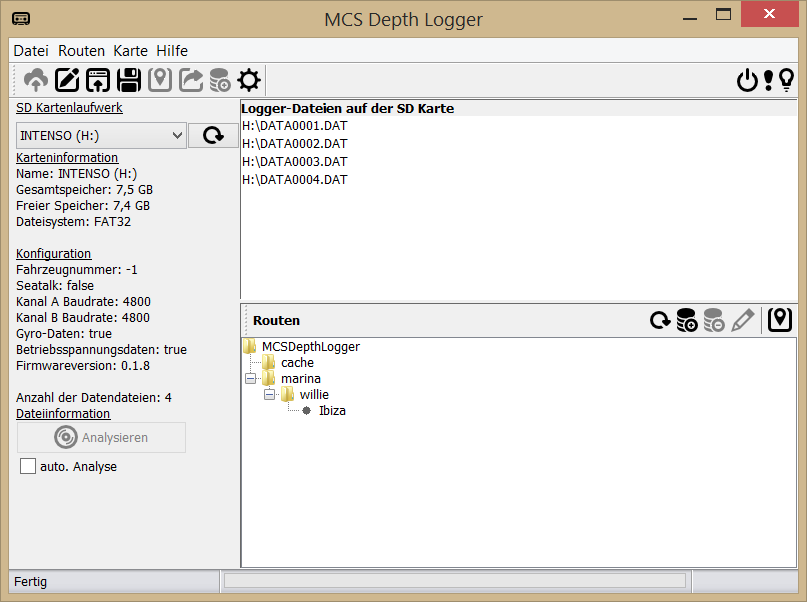 MCS Depth Logger
Datei Routen Karte Hilfe
SD Kartenlaufwerk
INTENSO (H:)
Karteninformation
Name: INTENSO (H:)
Gesamtspeicher: 7,5 GB
Freier Speicher: 7,4 GB
Dateisystem: FAT32
Konfiguration
Fahrzeugnummer: -1
Seatalk: false
Kanal A Baudrate: 4800
Kanal B Baudrate: 4800
Gyro-Daten: true
Betriebsspannungsdaten: true
Firmwareversion: 0.1.8
Anzahl der Datendateien: 4
Dateiinformation
Analysieren
auto. Analyse
Logger-Dateien auf der SD Karte
H:\DATA0001.DAT
H:\DATA0002.DAT
H:\DATA0003.DAT
H:\DATA0004.DAT
Routen
MCSDepthLogger
cache
marina
willie
Ibiza
Fertig